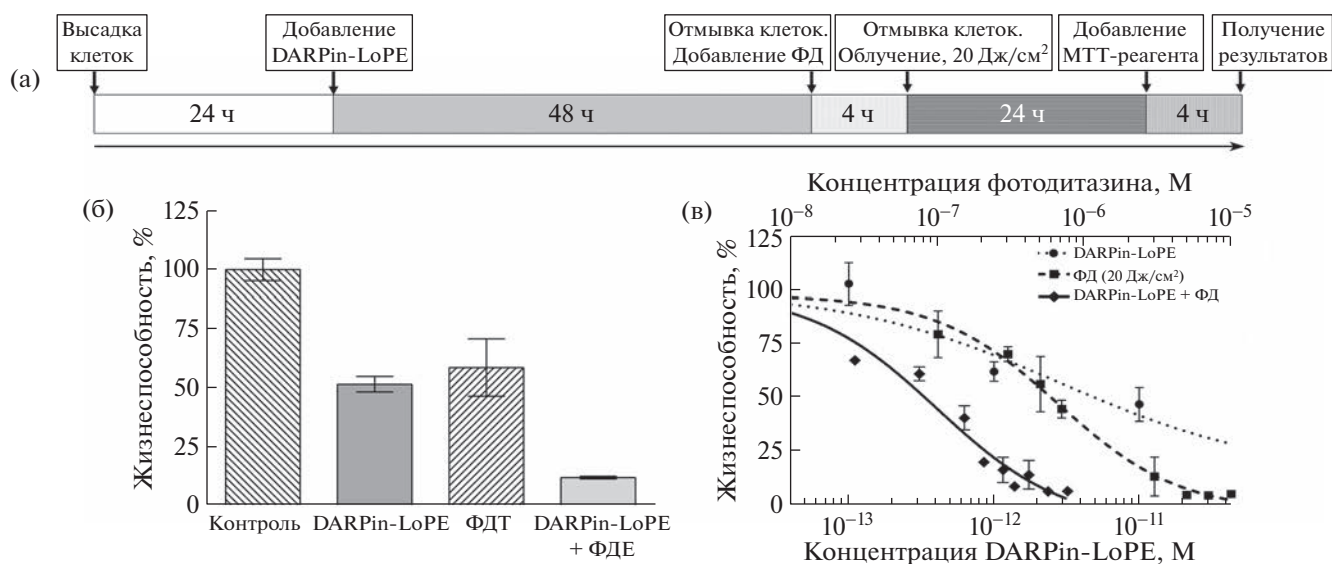 Высадка
клеток
Добавление
DARPin-LoPE
Отмывка клеток.
Добавление ФД
Отмывка клеток.
Облучение, 20 Дж/см²
Добавление
МТТ-реагента
Получение
результатов
(а)
24 ч
48 ч
4 ч
24 ч
4 ч
(б)
Жизнеспособность, %
125
100
75
50
25
0
Контроль
DARPin-LoPE
ФДТ
DARPin-LoPE
+ ФДЕ
(в)
Концентрация фотодитазина, М
10⁻⁸
10⁻⁷
10⁻⁶
10⁻⁵
Жизнеспособность, %
125
100
75
50
25
0
DARPin-LoPE
ФД (20 Дж/см²)
DARPin-LoPE + ФД
10⁻¹³
10⁻¹²
10⁻¹¹
Концентрация DARPin-LoPE, М